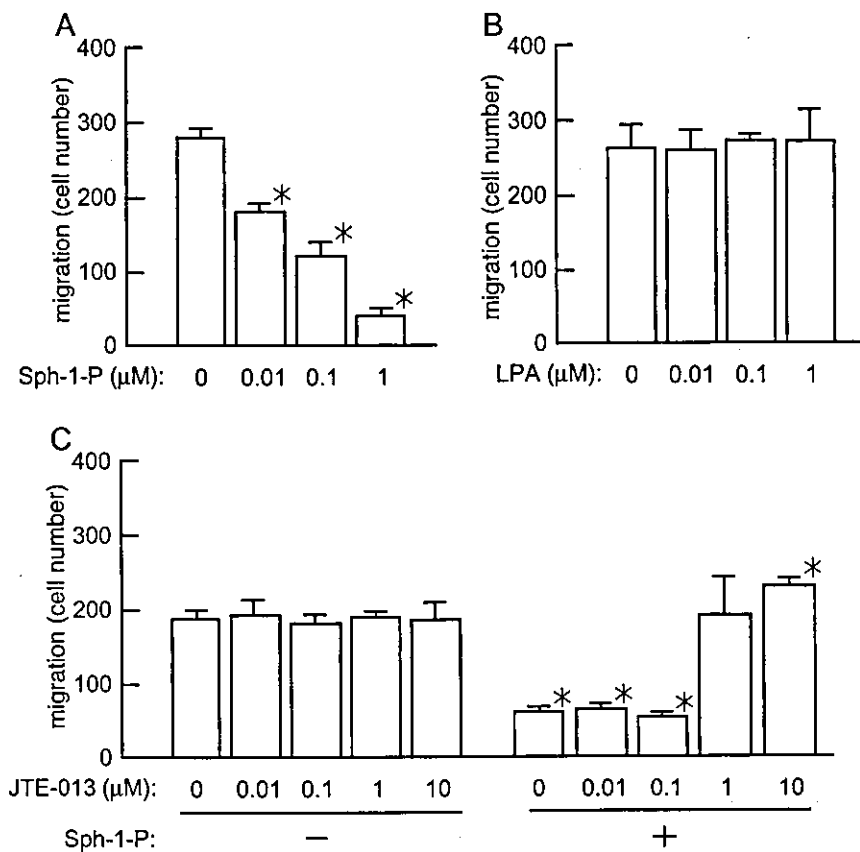 A
400
300
200
100
0
migration (cell number)
* * *
Sph-1-P (μM): 0 0.01 0.1 1
B
400
300
200
100
0
migration (cell number)
LPA (μM): 0 0.01 0.1 1
C
400
300
200
100
0
migration (cell number)
* * * *
JTE-013 (μM): 0 0.01 0.1 1 10 0 0.01 0.1 1 10
Sph-1-P: − +